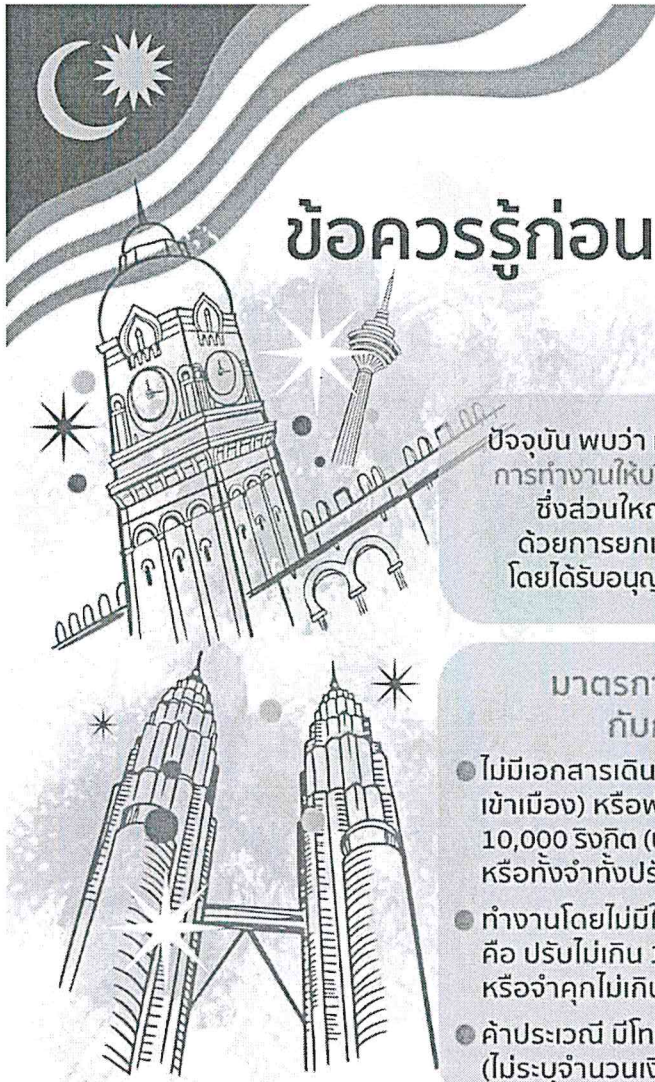 ข้อควรรู้ก่อน
ปัจจุบัน พบว่า
การทำงานให้บ
ซึ่งส่วนให
ด้วยการยกเ
โดยได้รับอนุญ
มาตรกา
กับ
ไม่มีเอกสารเดิน
เข้าเมือง) หรือพ
10,000 ริงกิต (
หรือทั้งจำทั้งปรั
ทำงานโดยไม่มีใ
คือ ปรับไม่เกิน
หรือจำคุกไม่เกิน
ค้าประเวณี มีโท
(ไม่ระบุจำนวนเงิ